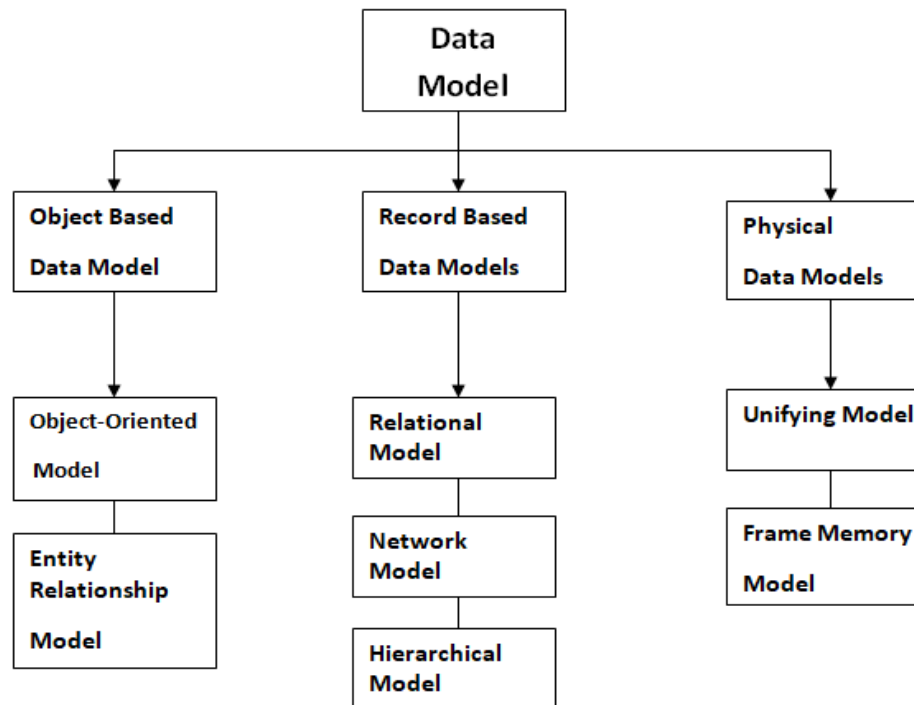 Data
Model
Object Based
Data Model
Record Based
Data Models
Physical
Data Models
Object-Oriented
Model
Relational
Model
Unifying Model
Entity
Relationship
Model
Network
Model
Frame Memory
Model
Hierarchical
Model